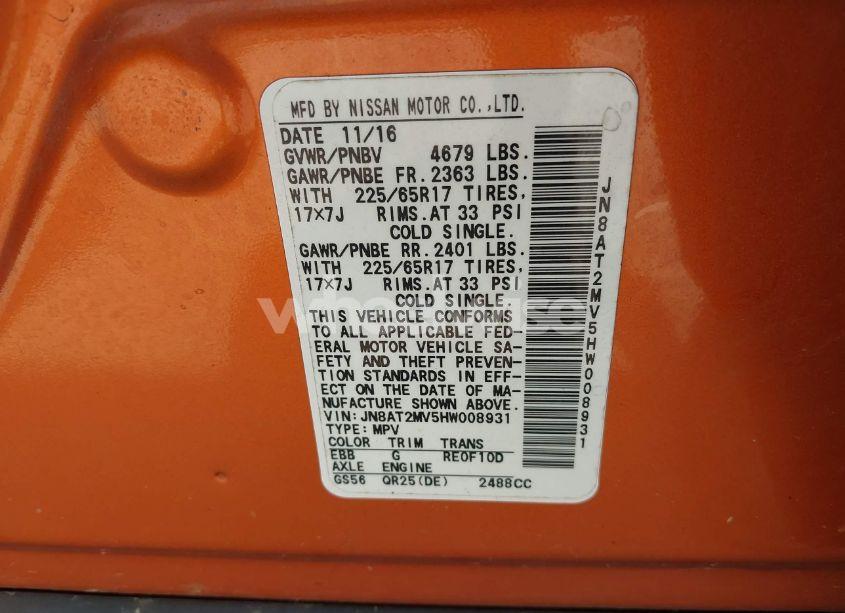 MFD BY NISSAN MOTOR CO.,LTD.
DATE 11/16
GVWR/PNBV 4679 LBS.
GAWR/PNBE FR. 2363 LBS.
WITH 225/65R17 TIRES,
17×7J RIMS.AT 33 PSI
COLD SINGLE.
GAWR/PNBE RR. 2401 LBS.
WITH 225/65R17 TIRES,
17×7J RIMS.AT 33 PSI
COLD SINGLE.
THIS VEHICLE CONFORMS
TO ALL APPLICABLE FED-
ERAL MOTOR VEHICLE SA-
FETY AND THEFT PREVEN-
TION STANDARDS IN EFF-
ECT ON THE DATE OF MA-
NUFACTURE SHOWN ABOVE.
VIN:JN8AT2MV5HW008931
TYPE:MPV
COLOR TRIM TRANS
EBB G RE0F10D
AXLE ENGINE
GS56 QR25(DE) 2488CC
JN8AT2MV5HW008931